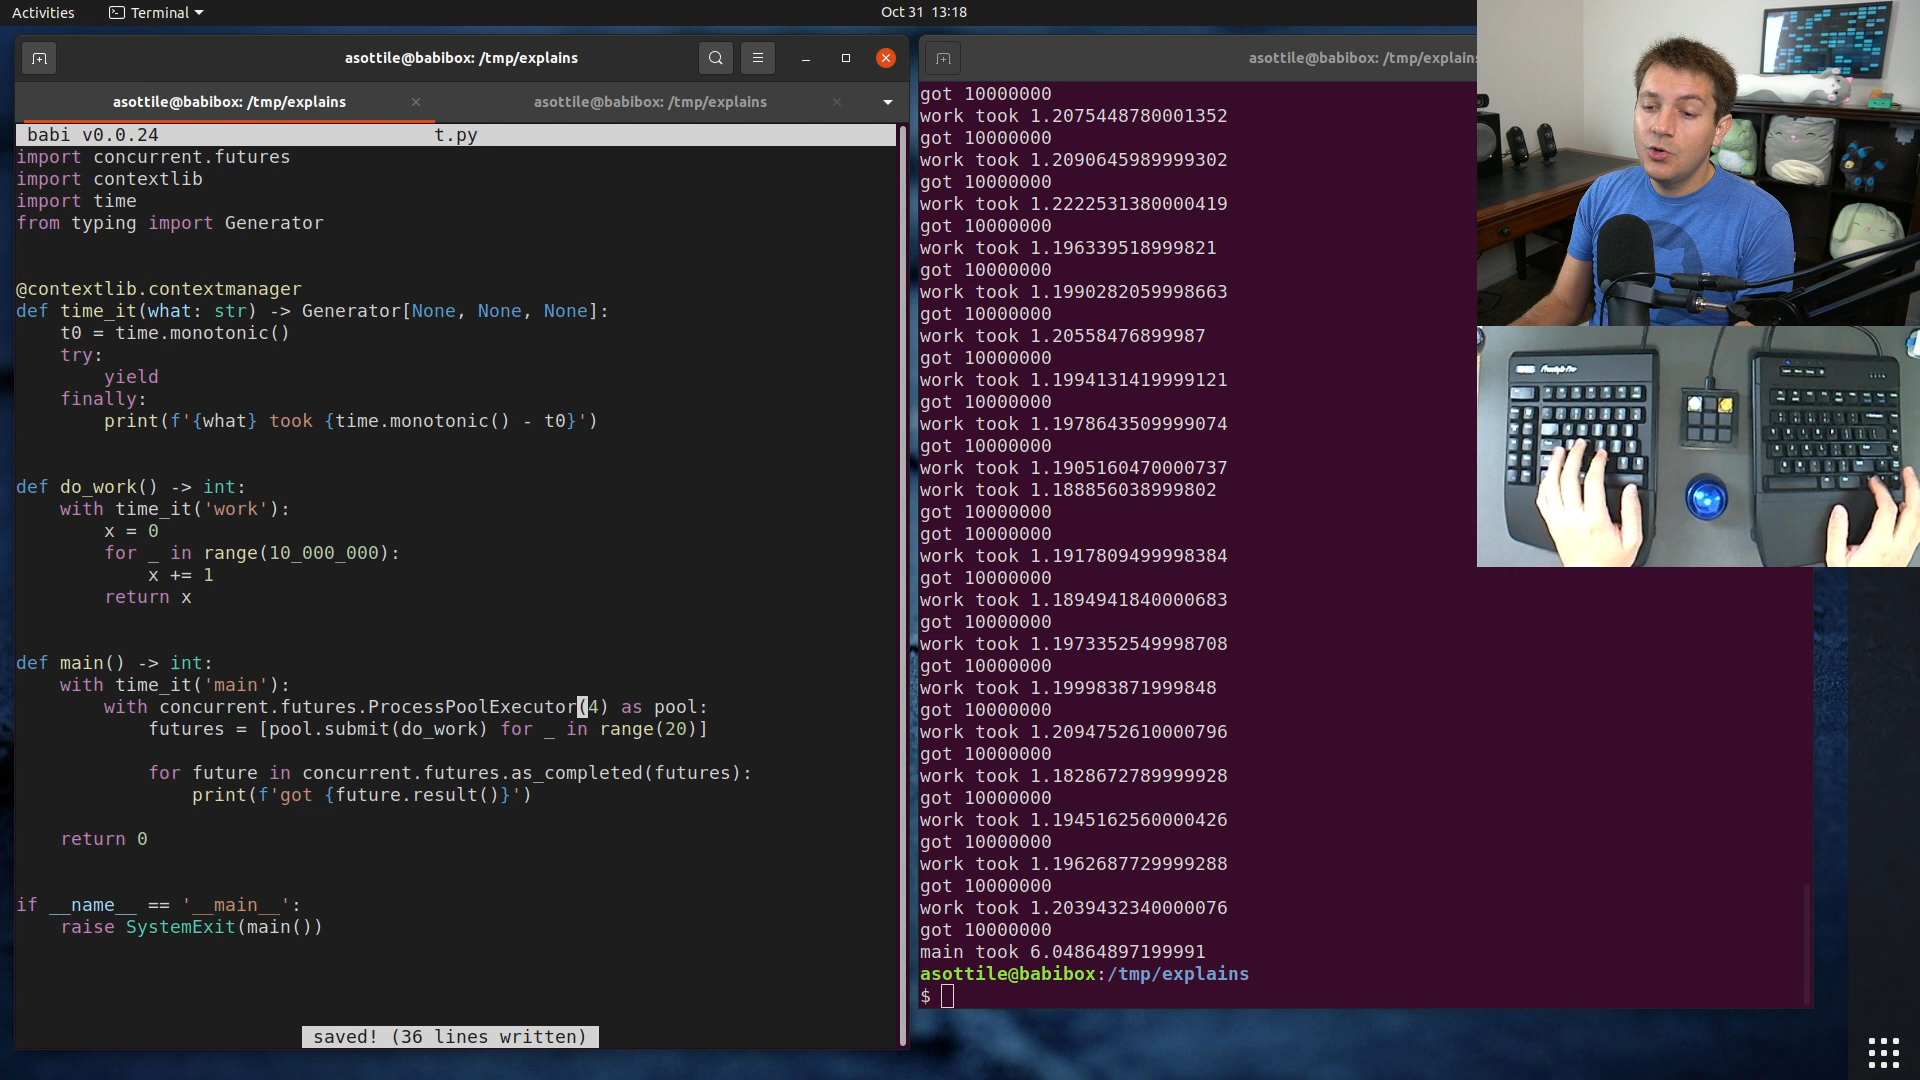 Activities
Terminal
Oct 31 13:18
asottile@babibox: /tmp/explains
asottile@babibox: /tmp/explains
asottile@babibox: /tmp/explains
babi v0.0.24 t.py
import concurrent.futures
import contextlib
import time
from typing import Generator
@contextlib.contextmanager
def time_it(what: str) -> Generator[None, None, None]:
    t0 = time.monotonic()
    try:
        yield
    finally:
        print(f'{what} took {time.monotonic() - t0}')
def do_work() -> int:
    with time_it('work'):
        x = 0
        for _ in range(10_000_000):
            x += 1
        return x
def main() -> int:
    with time_it('main'):
        with concurrent.futures.ProcessPoolExecutor(4) as pool:
            futures = [pool.submit(do_work) for _ in range(20)]
            for future in concurrent.futures.as_completed(futures):
                print(f'got {future.result()}')
    return 0
if __name__ == '__main__':
    raise SystemExit(main())
saved! (36 lines written)
asottile@babibox: /tmp/explains
got 10000000
work took 1.2075448780001352
got 10000000
work took 1.2090645989999302
got 10000000
work took 1.2222531380000419
got 10000000
work took 1.196339518999821
got 10000000
work took 1.1990282059998663
got 10000000
work took 1.20558476899987
got 10000000
work took 1.1994131419999121
got 10000000
work took 1.1978643509999074
got 10000000
work took 1.1905160470000737
work took 1.188856038999802
got 10000000
got 10000000
work took 1.1917809499998384
got 10000000
work took 1.1894941840000683
got 10000000
work took 1.1973352549998708
got 10000000
work took 1.199983871999848
got 10000000
work took 1.2094752610000796
got 10000000
work took 1.1828672789999928
got 10000000
work took 1.1945162560000426
got 10000000
work took 1.1962687729999288
got 10000000
work took 1.2039432340000076
got 10000000
main took 6.04864897199991
asottile@babibox:/tmp/explains
$